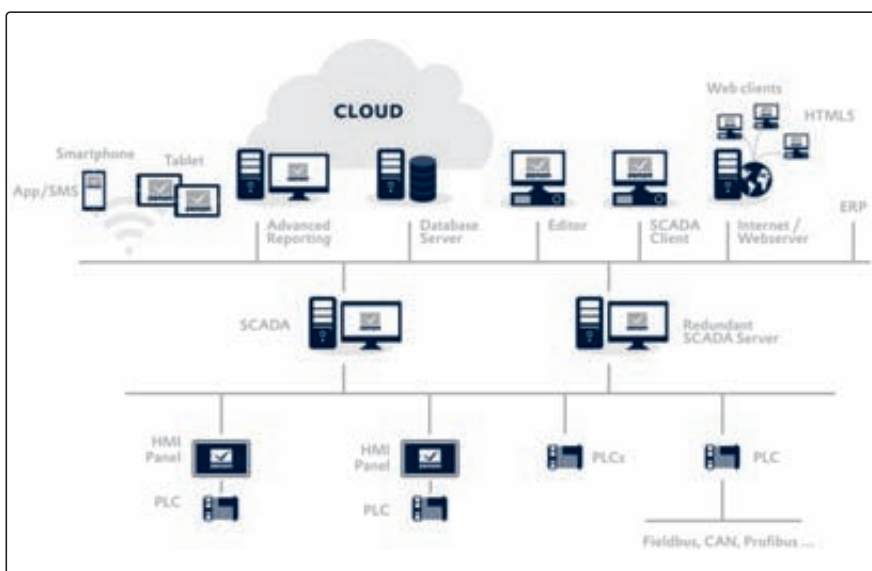 CLOUD
Web clients
HTML5
Smartphone
Tablet
App/SMS
Advanced
Reporting
Database
Server
Editor
SCADA
Client
Internet /
Webserver
ERP
SCADA
Redundant
SCADA Server
HMI
Panel
HMI
Panel
PLCs
PLC
PLC
PLC
Fieldbus, CAN, Profibus ...